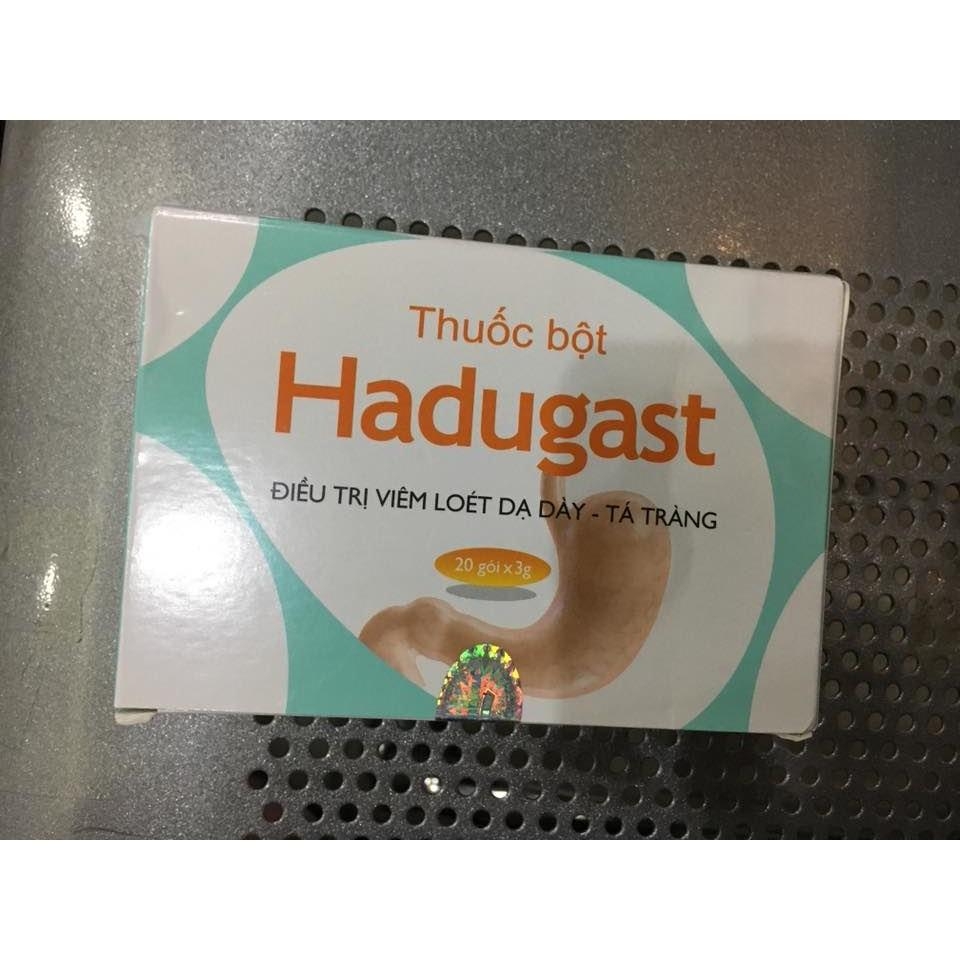 Thuốc bột
Hadugast
ĐIỀU TRỊ VIÊM LOÉT DẠ DÀY - TÁ TRÀNG
20 gói x 3g